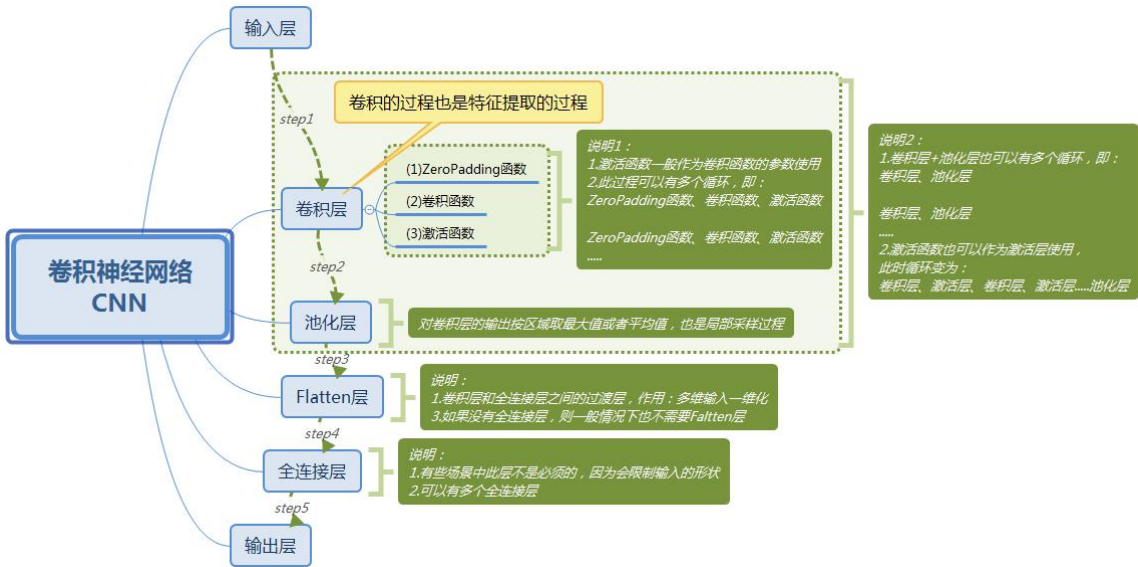 卷积神经网络
CNN
输入层
step1
卷积的过程也是特征提取的过程
卷积层
(1)ZeroPadding函数
(2)卷积函数
(3)激活函数
说明1：
1.激活函数一般作为卷积函数的参数使用
2.此过程可以有多个循环，即：
ZeroPadding函数、卷积函数、激活函数
ZeroPadding函数、卷积函数、激活函数
.....
说明2：
1.卷积层+池化层也可以有多个循环，即：
卷积层、池化层
卷积层、池化层
.....
2.激活函数也可以作为激活层使用，
此时循环变为：
卷积层、激活层、卷积层、激活层.....池化层
step2
池化层
对卷积层的输出按区域取最大值或者平均值，也是局部采样过程
step3
Flatten层
说明：
1.卷积层和全连接层之间的过渡层，作用：多维输入一维化
3.如果没有全连接层，则一般情况下也不需要Faltten层
step4
全连接层
说明：
1.有些场景中此层不是必须的，因为会限制输入的形状
2.可以有多个全连接层
step5
输出层